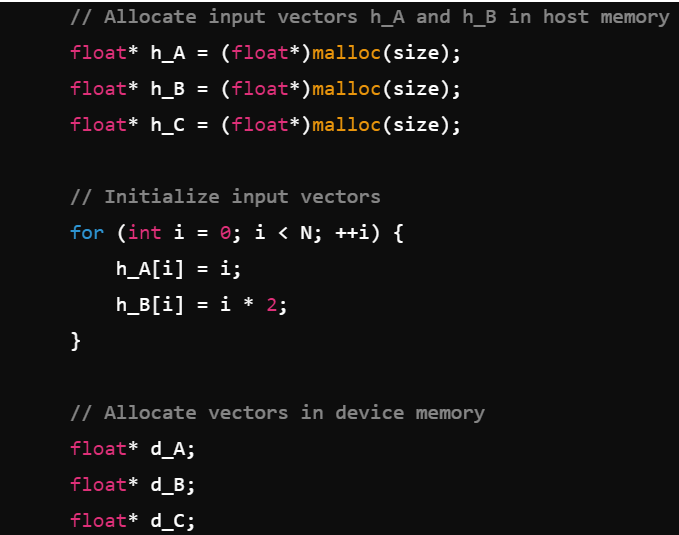 // Allocate input vectors h_A and h_B in host memory
float* h_A = (float*)malloc(size);
float* h_B = (float*)malloc(size);
float* h_C = (float*)malloc(size);
// Initialize input vectors
for (int i = 0; i < N; ++i) {
    h_A[i] = i;
    h_B[i] = i * 2;
}
// Allocate vectors in device memory
float* d_A;
float* d_B;
float* d_C;